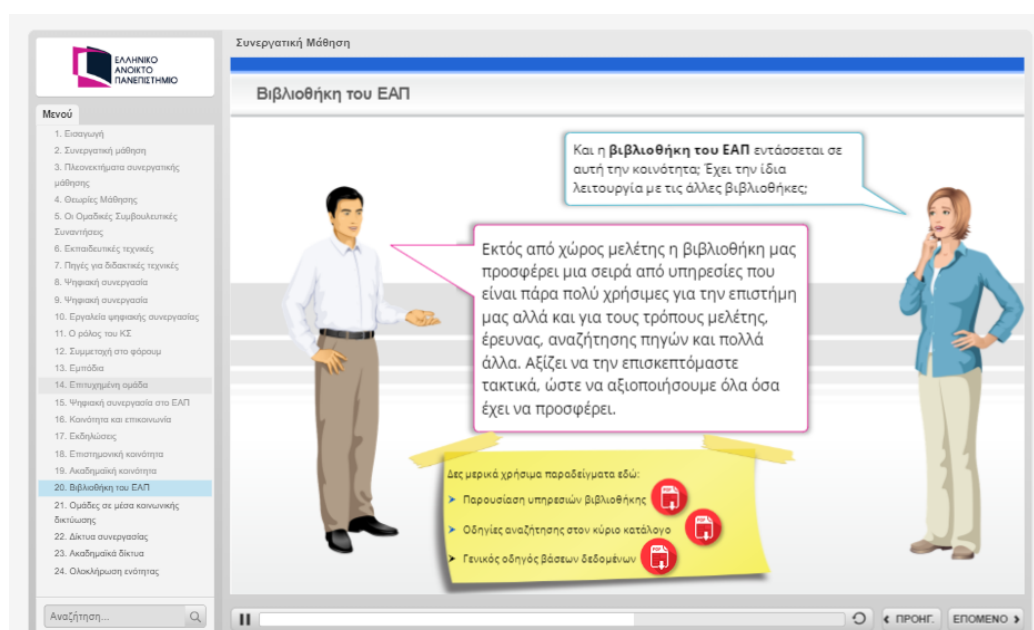 ΕΛΛΗΝΙΚΟ
ΑΝΟΙΚΤΟ
ΠΑΝΕΠΙΣΤΗΜΙΟ
Μενού
1. Εισαγωγή
2. Συνεργατική μάθηση
3. Πλεονεκτήματα συνεργατικής
μάθησης
4. Θεωρίες Μάθησης
5. Οι Ομαδικές Συμβουλευτικές
Συναντήσεις
6. Εκπαιδευτικές τεχνικές
7. Πηγές για διδακτικές τεχνικές
8. Ψηφιακή συνεργασία
9. Ψηφιακή συνεργασία
10. Εργαλεία ψηφιακής συνεργασίας
11. Ο ρόλος του ΚΣ
12. Συμμετοχή στο φόρουμ
13. Εμπόδια
14. Επιτυχημένη ομάδα
15. Ψηφιακή συνεργασία στο ΕΑΠ
16. Κοινότητα και επικοινωνία
17. Εκδηλώσεις
18. Επιστημονική κοινότητα
19. Ακαδημαϊκή κοινότητα
20. Βιβλιοθήκη του ΕΑΠ
21. Ομάδες σε μέσα κοινωνικής
δικτύωσης
22. Δίκτυα συνεργασίας
23. Ακαδημαϊκά δίκτυα
24. Ολοκλήρωση ενότητας
Αναζήτηση...
Συνεργατική Μάθηση
Βιβλιοθήκη του ΕΑΠ
Και η βιβλιοθήκη του ΕΑΠ εντάσσεται σε
αυτή την κοινότητα; Έχει την ίδια
λειτουργία με τις άλλες βιβλιοθήκες;
Εκτός από χώρος μελέτης η βιβλιοθήκη μας
προσφέρει μια σειρά από υπηρεσίες που
είναι πάρα πολύ χρήσιμες για την επιστήμη
μας αλλά και για τους τρόπους μελέτης,
έρευνας, αναζήτησης πηγών και πολλά
άλλα. Αξίζει να την επισκεπτόμαστε
τακτικά, ώστε να αξιοποιήσουμε όλα όσα
έχει να προσφέρει.
Δες μερικά χρήσιμα παραδείγματα εδώ:
➤ Παρουσίαση υπηρεσιών βιβλιοθήκης PDF
➤ Οδηγίες αναζήτησης στον κύριο κατάλογο PDF
➤ Γενικός οδηγός βάσεων δεδομένων PDF
ΠΡΟΗΓ.
ΕΠΟΜΕΝΟ